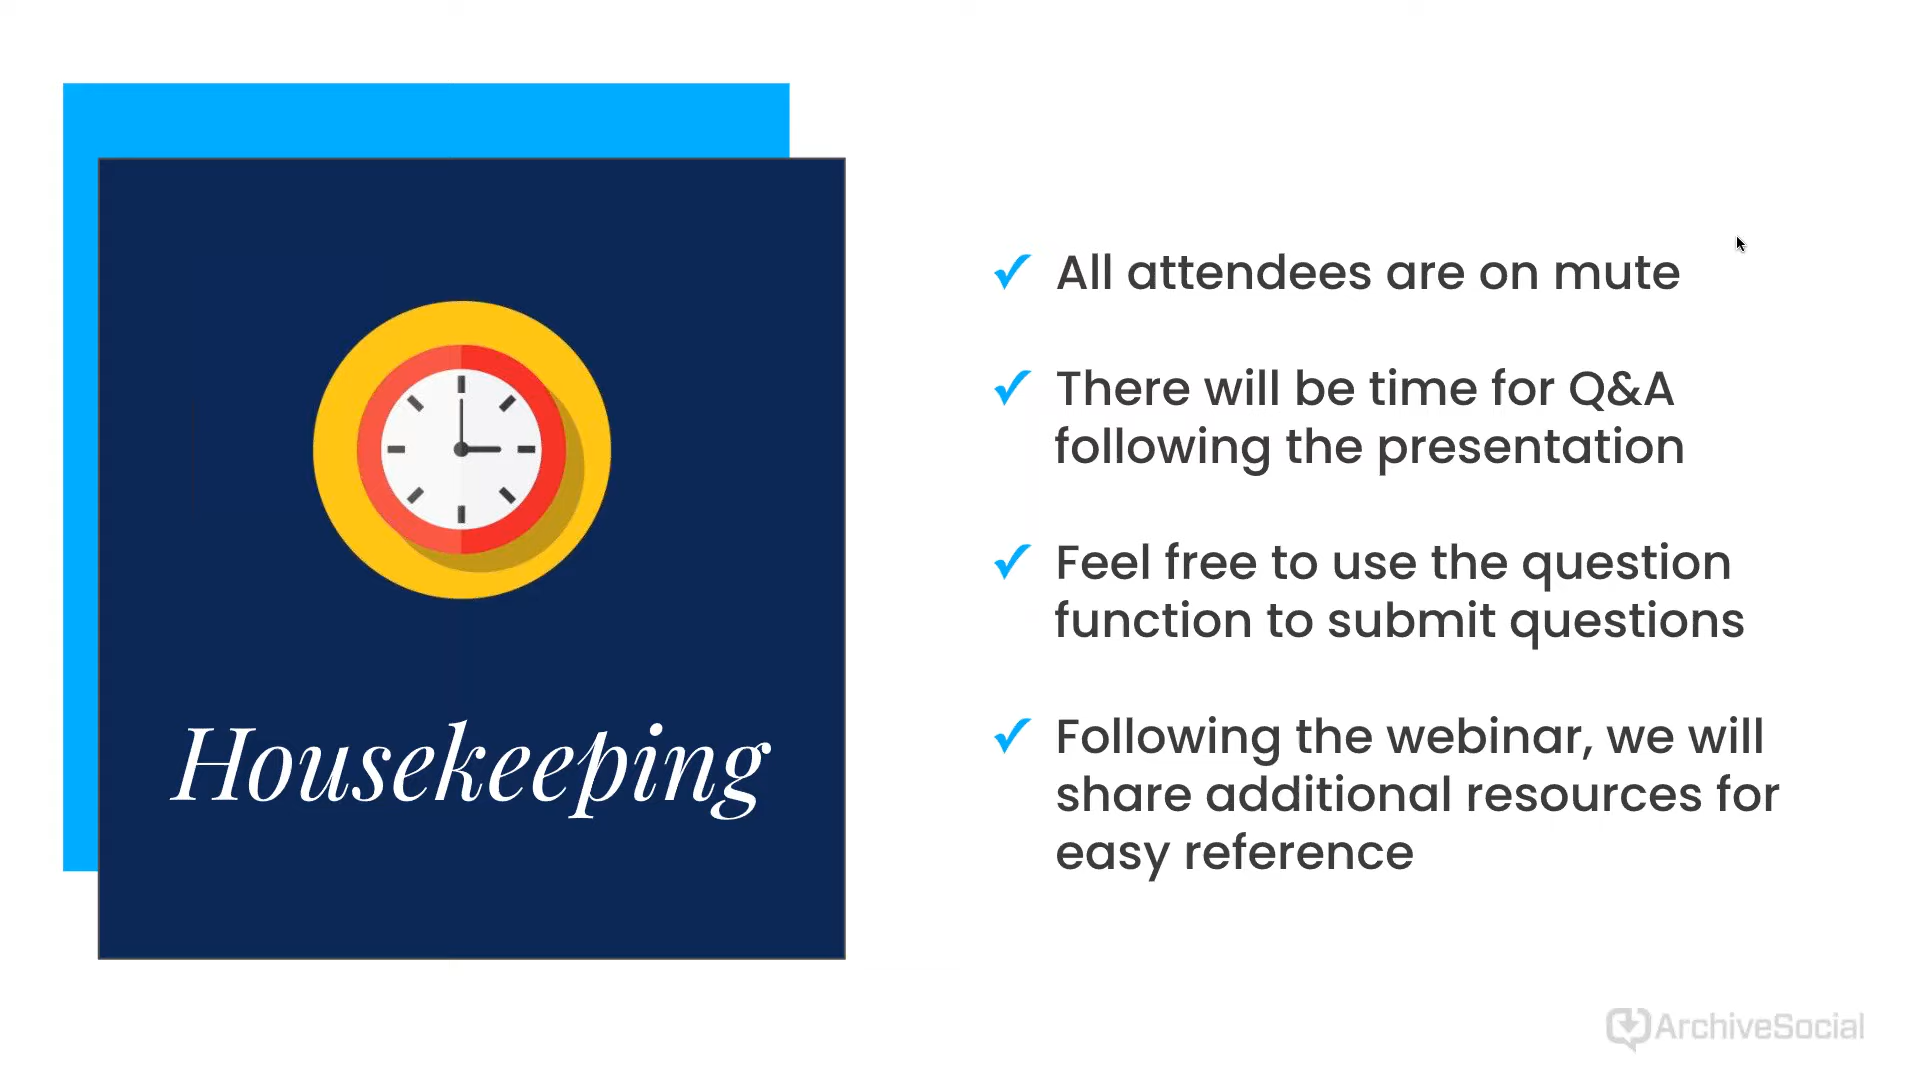 Housekeeping
All attendees are on mute
There will be time for Q&A
following the presentation
Feel free to use the question
function to submit questions
Following the webinar, we will
share additional resources for
easy reference
ArchiveSocial